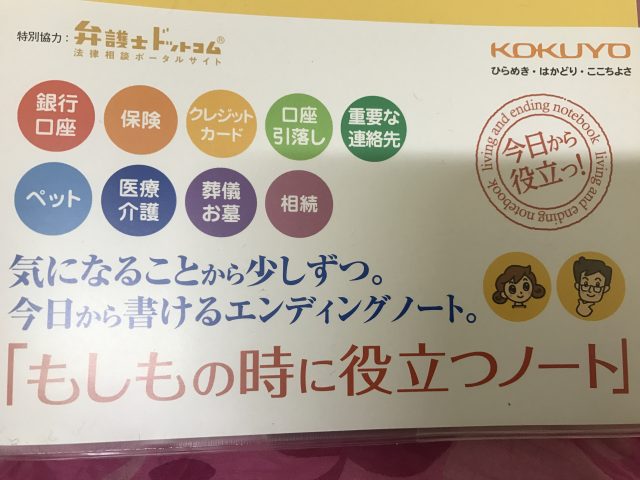 特別協力：弁護士ドットコム®
法律相談ポータルサイト
KOKUYO
ひらめき・はかどり・ここちよさ
銀行
口座
保険
クレジット
カード
口座
引落し
重要な
連絡先
living and ending notebook
今日から
役立つ！
living and ending notebook
ペット
医療
介護
葬儀
お墓
相続
気になることから少しずつ。
今日から書けるエンディングノート。
「もしもの時に役立つノート」